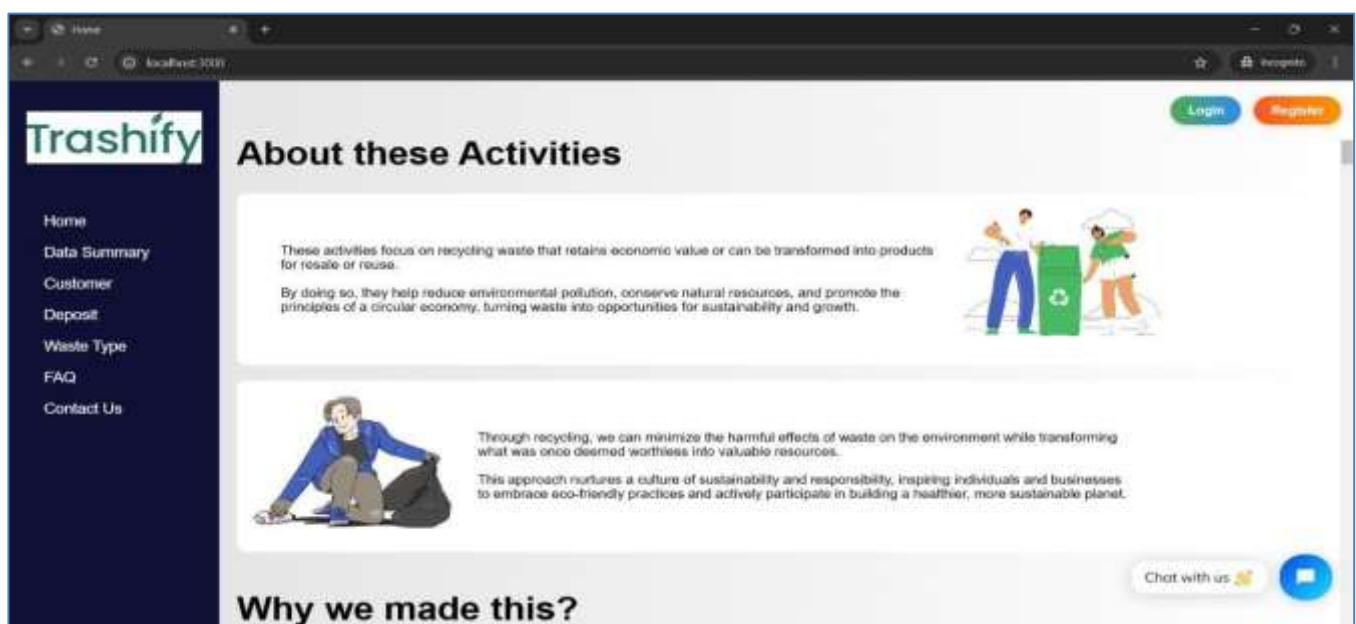 Home
localhost:3000
Incognito
Login
Register
Trashify
About these Activities
Home
Data Summary
Customer
Deposit
Waste Type
FAQ
Contact Us
These activities focus on recycling waste that retains economic value or can be transformed into products
for resale or reuse.
By doing so, they help reduce environmental pollution, conserve natural resources, and promote the
principles of a circular economy, turning waste into opportunities for sustainability and growth.
Through recycling, we can minimize the harmful effects of waste on the environment while transforming
what was once deemed worthless into valuable resources.
This approach nurtures a culture of sustainability and responsibility, inspiring individuals and businesses
to embrace eco-friendly practices and actively participate in building a healthier, more sustainable planet.
Chat with us 👋
Why we made this?